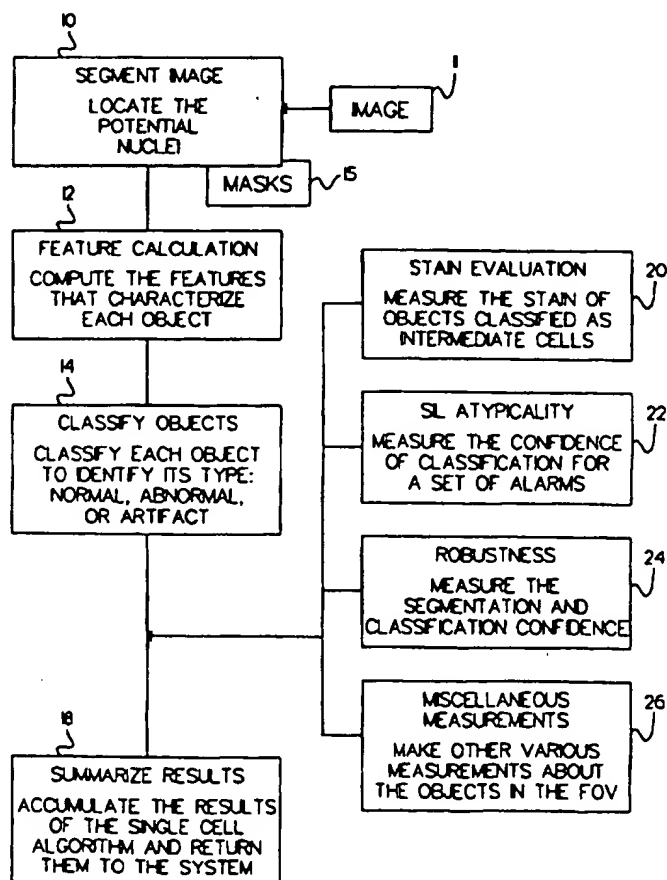 10
SEGMENT IMAGE
LOCATE THE
POTENTIAL
NUCLEI
1
IMAGE
MASKS
15
12
FEATURE CALCULATION
COMPUTE THE FEATURES
THAT CHARACTERIZE
EACH OBJECT
14
CLASSIFY OBJECTS
CLASSIFY EACH OBJECT
TO IDENTIFY ITS TYPE:
NORMAL, ABNORMAL,
OR ARTIFACT
STAIN EVALUATION
MEASURE THE STAIN OF
OBJECTS CLASSIFIED AS
INTERMEDIATE CELLS
20
SIL ATYPICALITY
MEASURE THE CONFIDENCE
OF CLASSIFICATION FOR
A SET OF ALARMS
22
ROBUSTNESS
MEASURE THE
SEGMENTATION AND
CLASSFICATION CONFIDENCE
24
MISCELLANEOUS
MEASUREMENTS
MAKE OTHER VARIOUS
MEASUREMENTS ABOUT
THE OBJECTS IN THE FOV
26
18
SUMMARIZE RESULTS
ACCUMULATE THE RESULTS
OF THE SINGLE CELL
ALGORITHM AND RETURN
THEM TO THE SYSTEM